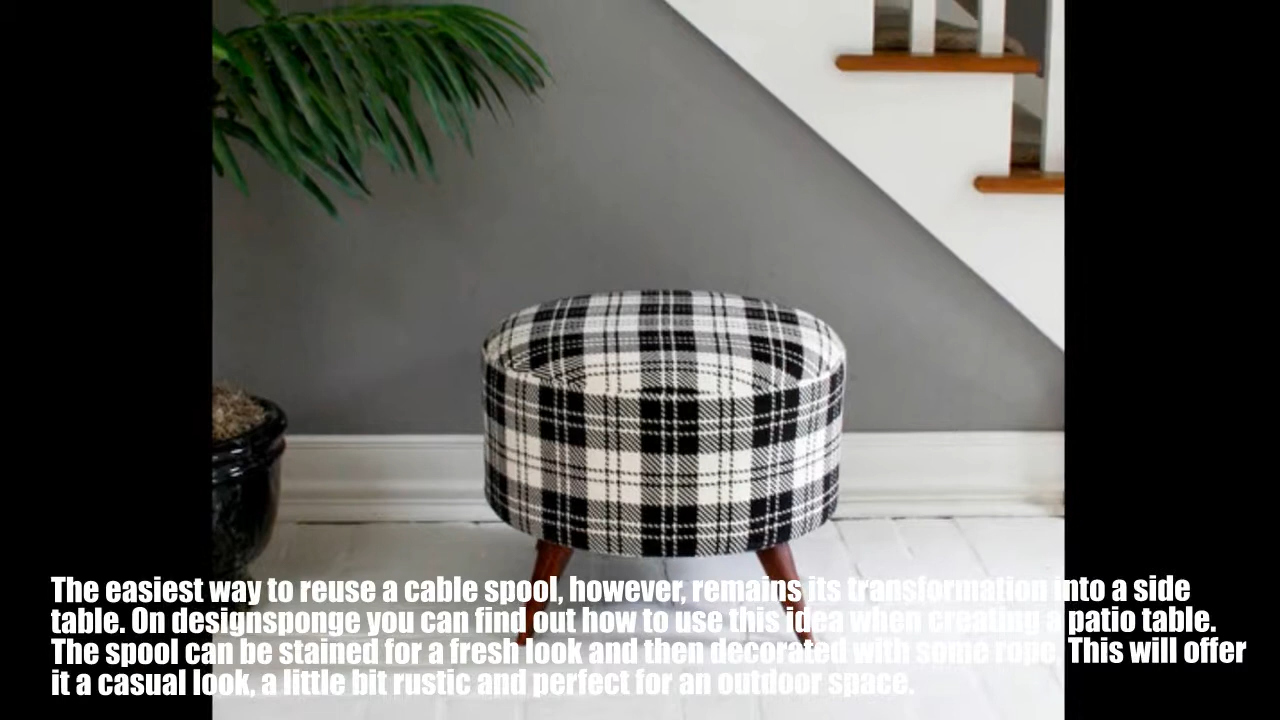 The easiest way to reuse a cable spool, however, remains its transformation into a side
table. On designsponge you can find out how to use this idea when creating a patio table.
The spool can be stained for a fresh look and then decorated with some rope. This will offer
it a casual look, a little bit rustic and perfect for an outdoor space.